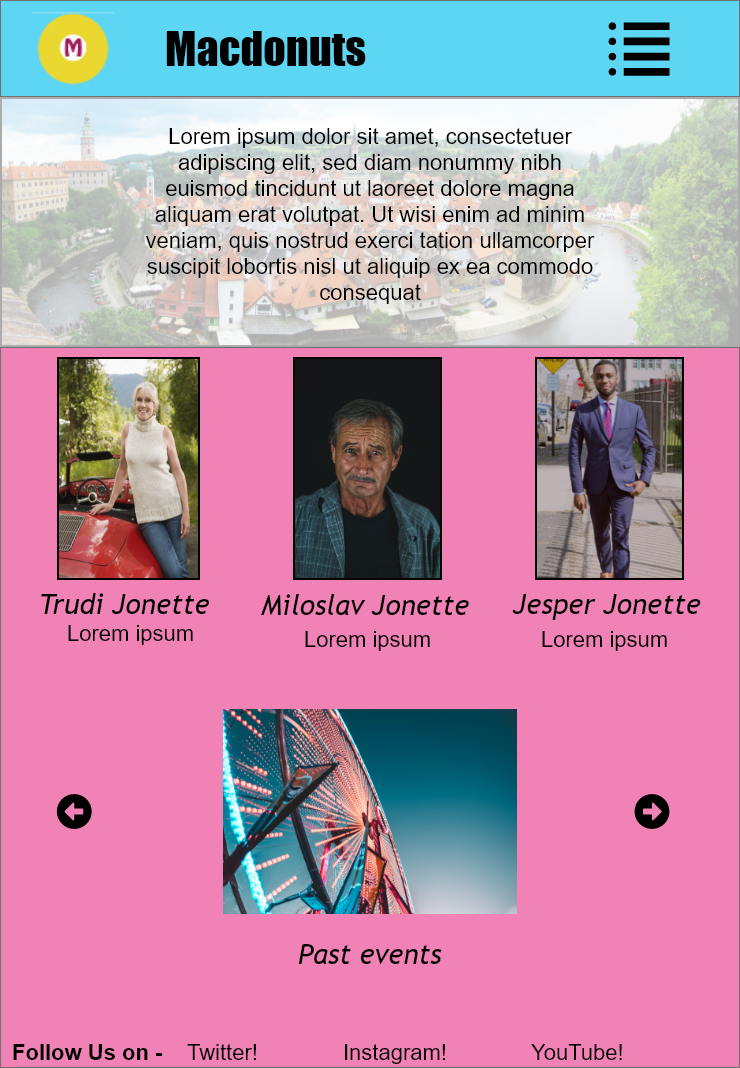 M
Macdonuts
Lorem ipsum dolor sit amet, consectetuer
adipiscing elit, sed diam nonummy nibh
euismod tincidunt ut laoreet dolore magna
aliquam erat volutpat. Ut wisi enim ad minim
veniam, quis nostrud exerci tation ullamcorper
suscipit lobortis nisl ut aliquip ex ea commodo
consequat
Trudi Jonette
Lorem ipsum
Miloslav Jonette
Lorem ipsum
Jesper Jonette
Lorem ipsum
Past events
Follow Us on - Twitter! Instagram! YouTube!